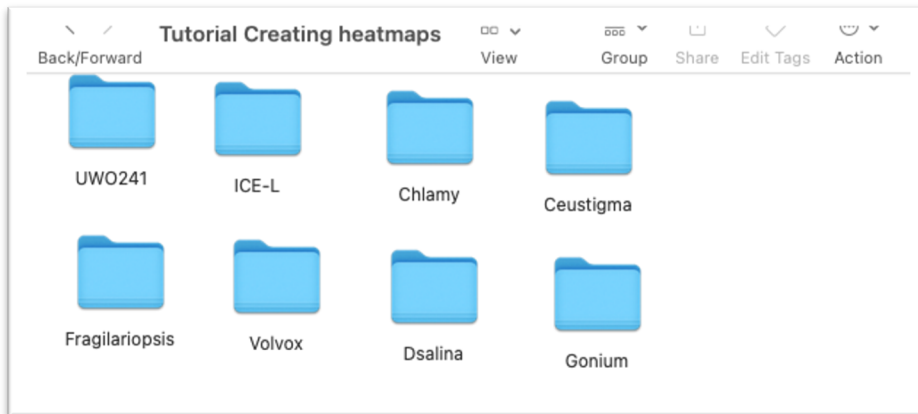 Tutorial Creating heatmaps
Back/Forward
View
Group
Share
Edit Tags
Action
UWO241
ICE-L
Chlamy
Ceustigma
Fragilariopsis
Volvox
Dsalina
Gonium